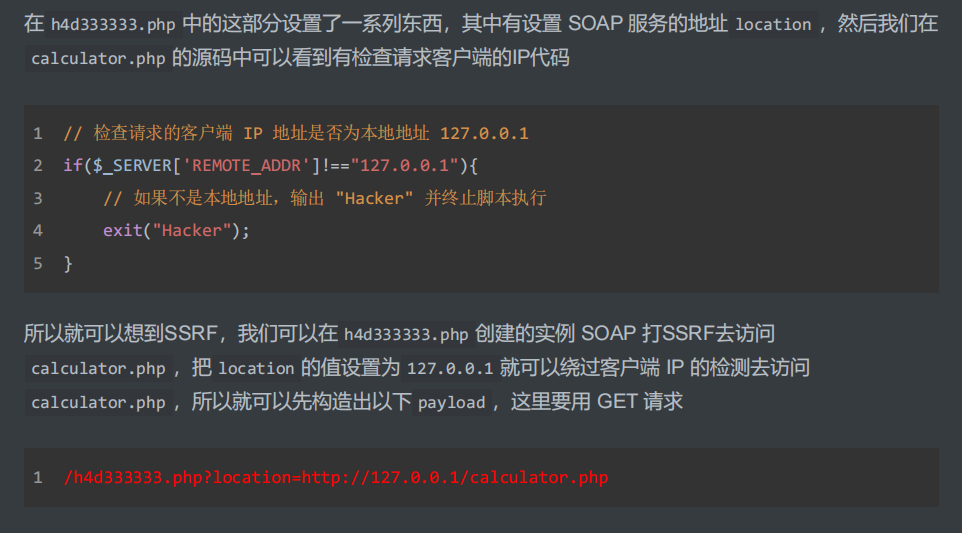 在 h4d333333.php 中的这部分设置了一系列东西，其中有设置 SOAP 服务的地址 location ，然后我们在
calculator.php 的源码中可以看到有检查请求客户端的IP代码
1 // 检查请求的客户端 IP 地址是否为本地地址 127.0.0.1
2 if($_SERVER['REMOTE_ADDR']!=="127.0.0.1"){
3 // 如果不是本地地址，输出 "Hacker" 并终止脚本执行
4 exit("Hacker");
5 }
所以就可以想到SSRF，我们可以在 h4d333333.php 创建的实例 SOAP 打SSRF去访问
calculator.php ，把 location 的值设置为 127.0.0.1 就可以绕过客户端 IP 的检测去访问
calculator.php ，所以就可以先构造出以下 payload ，这里要用 GET 请求
1 /h4d333333.php?location=http://127.0.0.1/calculator.php